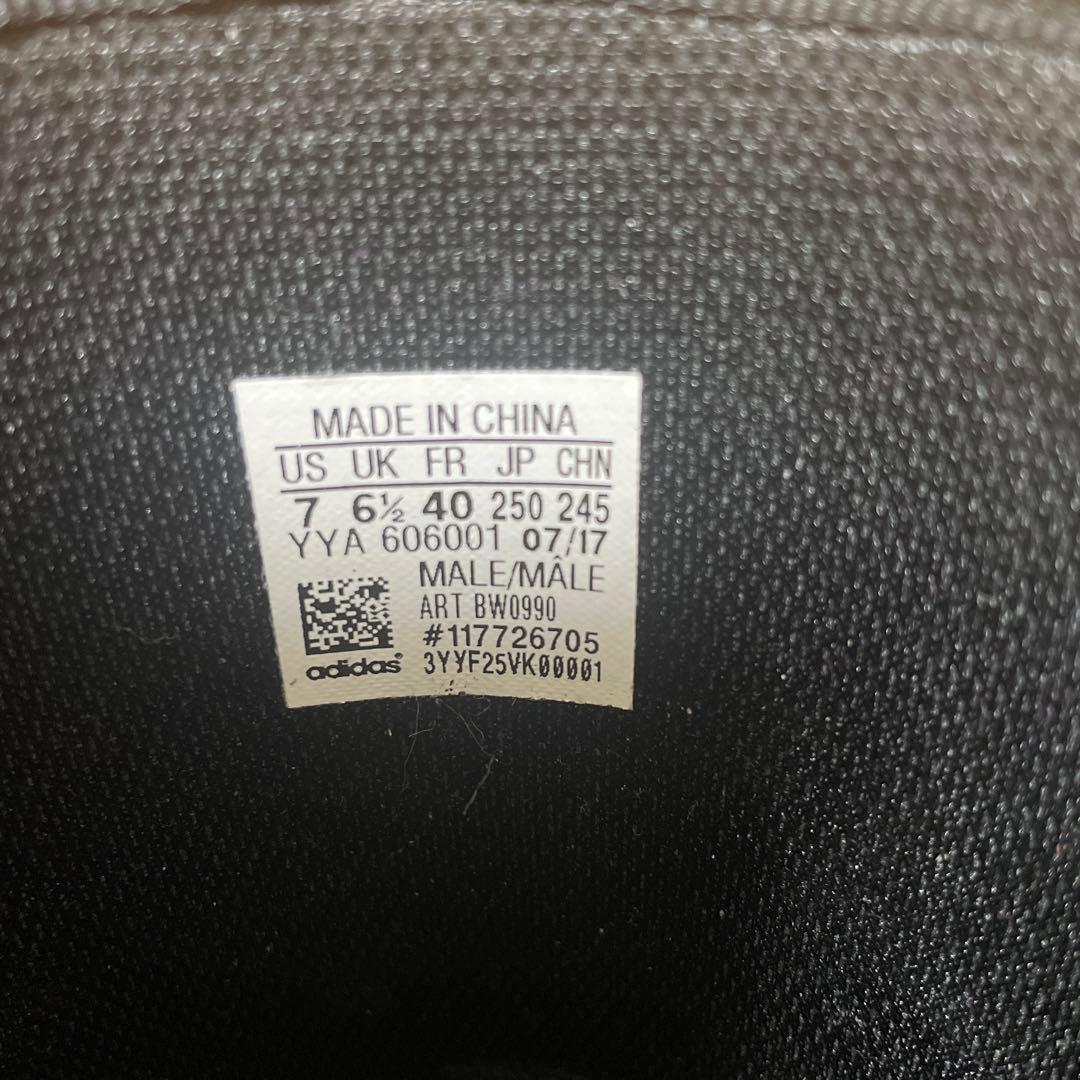 MADE IN CHINA
US UK FR JP CHN
7 6½ 40 250 245
YYA 606001 07/17
MALE/MÂLE
ART BW0990
#117726705
adidas® 3YYF25VK00001